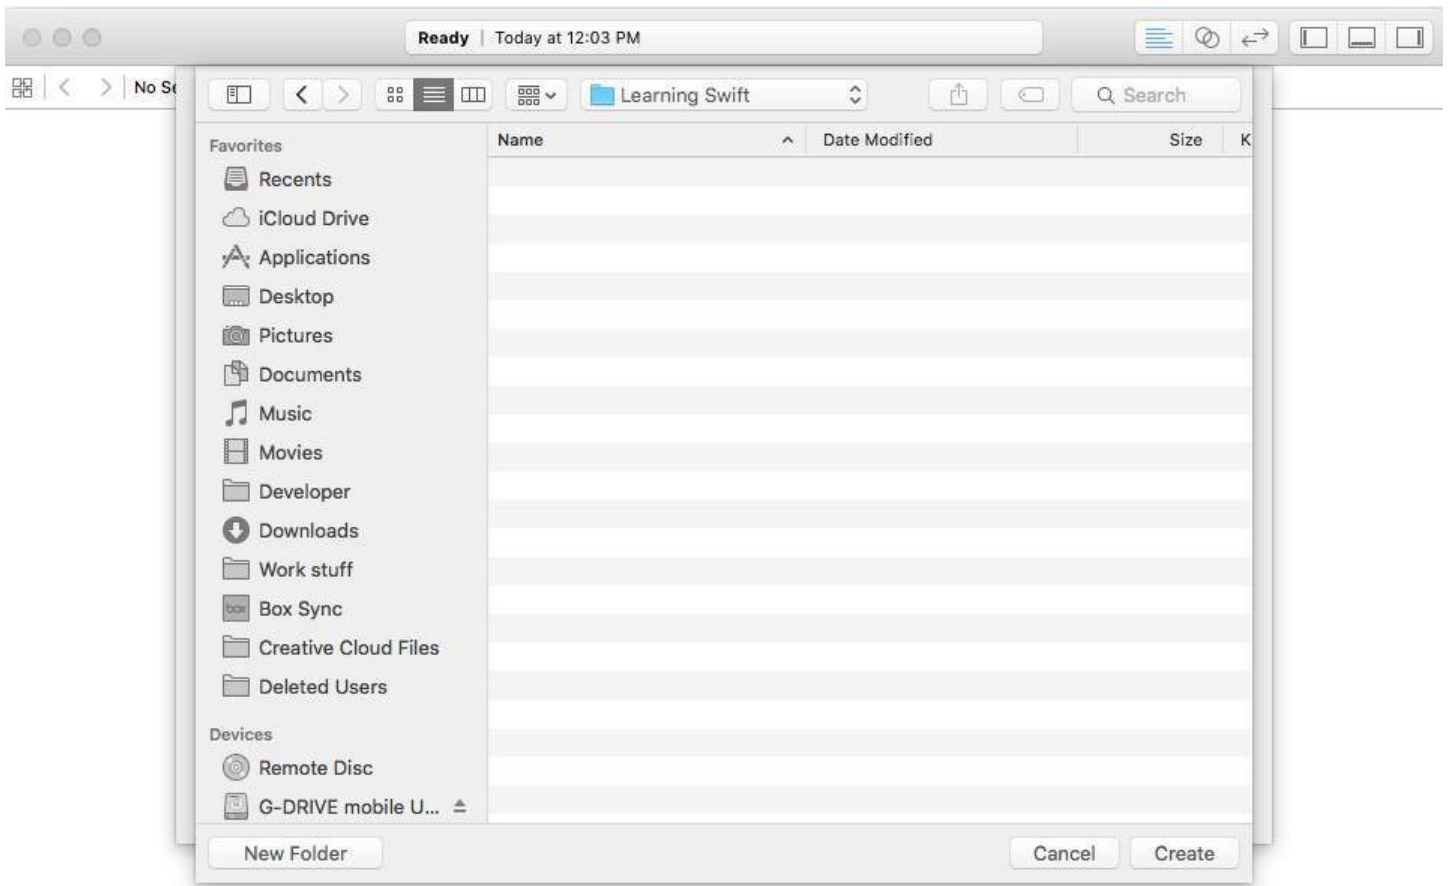 Ready | Today at 12:03 PM
No Se
Learning Swift
Search
Favorites
Recents
iCloud Drive
Applications
Desktop
Pictures
Documents
Music
Movies
Developer
Downloads
Work stuff
box Box Sync
Creative Cloud Files
Deleted Users
Devices
Remote Disc
G-DRIVE mobile U...
Name Date Modified Size K
New Folder Cancel Create